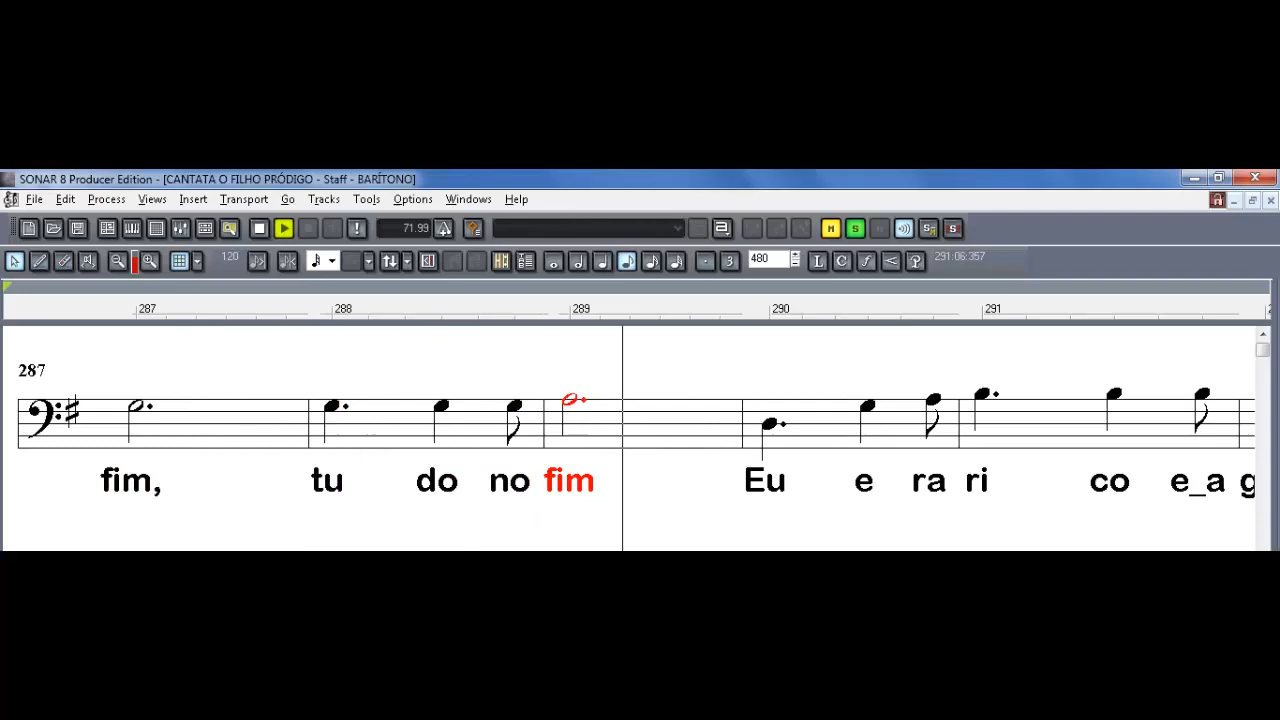 SONAR 8 Producer Edition - [CANTATA O FILHO PRÓDIGO - Staff - BARÍTONO]
File Edit Process Views Insert Transport Go Tracks Tools Options Windows Help
71.99 M S
120 3 480 L C f 291:06:357
287 288 289 290 291
287
fim, tu do no fim Eu e ra ri co e_a g